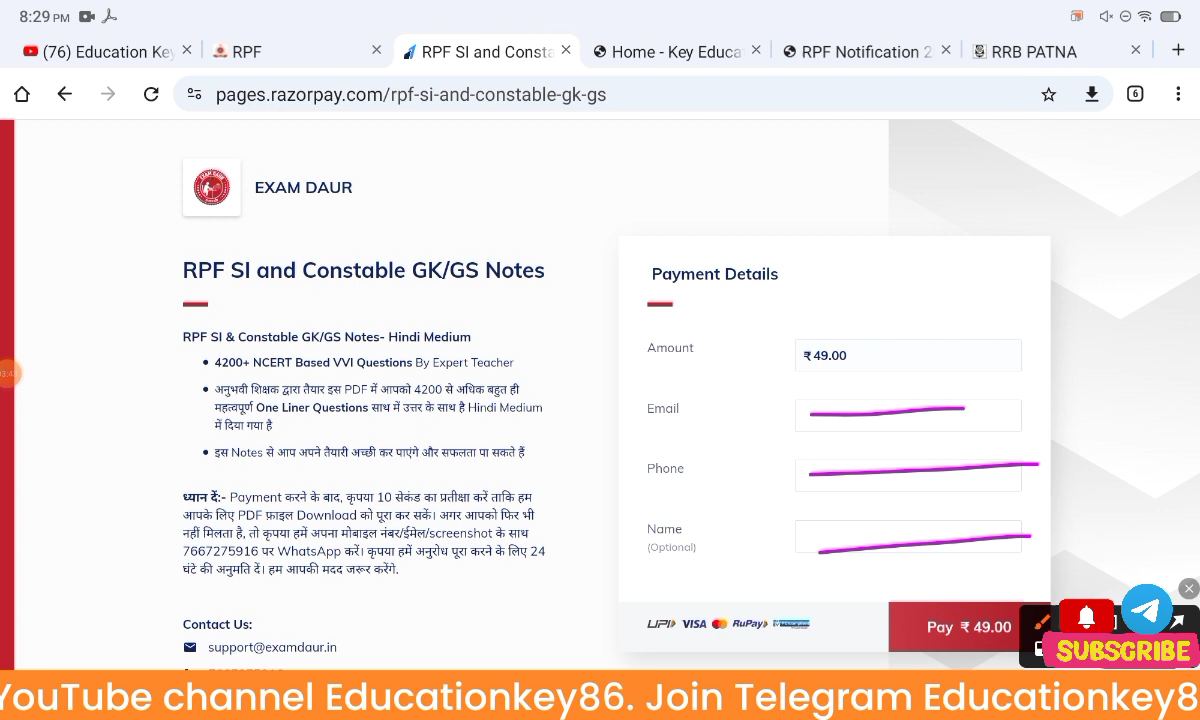 8:29 PM
(76) Education Key
RPF
RPF SI and Consta
Home - Key Educa
RPF Notification 2
RRB PATNA
pages.razorpay.com/rpf-si-and-constable-gk-gs
6
EXAM DAUR
RPF SI and Constable GK/GS Notes
RPF SI & Constable GK/GS Notes- Hindi Medium
4200+ NCERT Based VVI Questions By Expert Teacher
अनुभवी शिक्षक द्वारा तैयार इस PDF में आपको 4200 से अधिक बहुत ही
महत्वपूर्ण One Liner Questions साथ में उत्तर के साथ है Hindi Medium
में दिया गया है
इस Notes से आप अपने तैयारी अच्छी कर पाएंगे और सफलता पा सकते हैं
ध्यान दें:- Payment करने के बाद, कृपया 10 सेकंड का प्रतीक्षा करें ताकि हम
आपके लिए PDF फ़ाइल Download को पूरा कर सकें। अगर आपको फिर भी
नहीं मिलता है, तो कृपया हमें अपना मोबाइल नंबर/ईमेल/screenshot के साथ
7667275916 पर WhatsApp करें। कृपया हमें अनुरोध पूरा करने के लिए 24
घंटे की अनुमति दें। हम आपकी मदद जरूर करेंगे.
Contact Us:
support@examdaur.in
Payment Details
Amount
₹ 49.00
Email
Phone
Name
(Optional)
UPI VISA RuPay
Pay ₹ 49.00
SUBSCRIBE
YouTube channel Educationkey86. Join Telegram Educationkey8